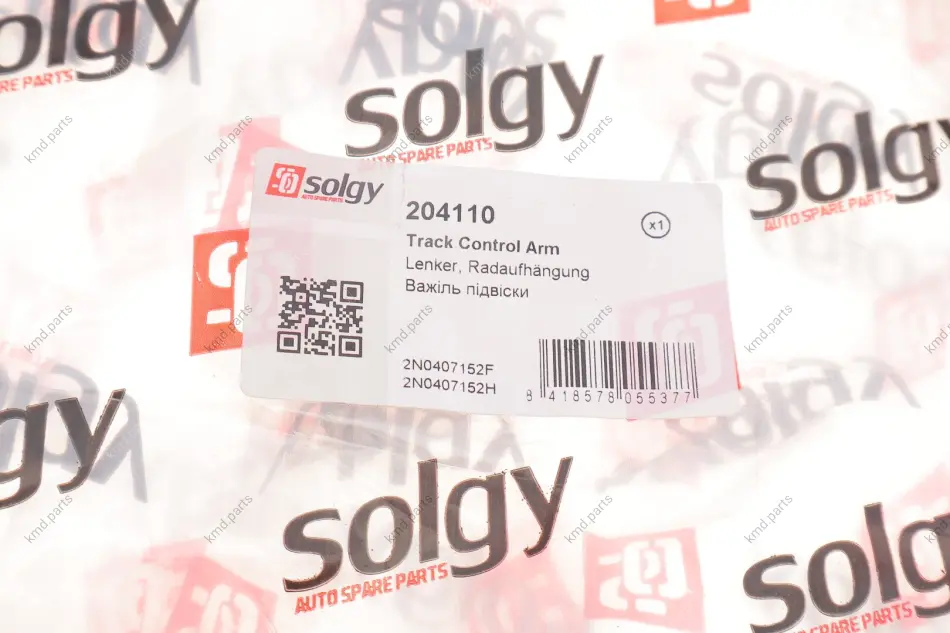 solgy
AUTO SPARE PARTS
solgy
AUTO SPARE PARTS
solgy
AUTO SPARE PARTS
solgy
AUTO SPARE PARTS
204110
x1
Track Control Arm
Lenker, Radaufhängung
Важіль підвіски
2N0407152F
2N0407152H
8 418578 055377
solgy
AUTO SPARE PARTS
solgy
AUTO SPARE PARTS
kmd.parts